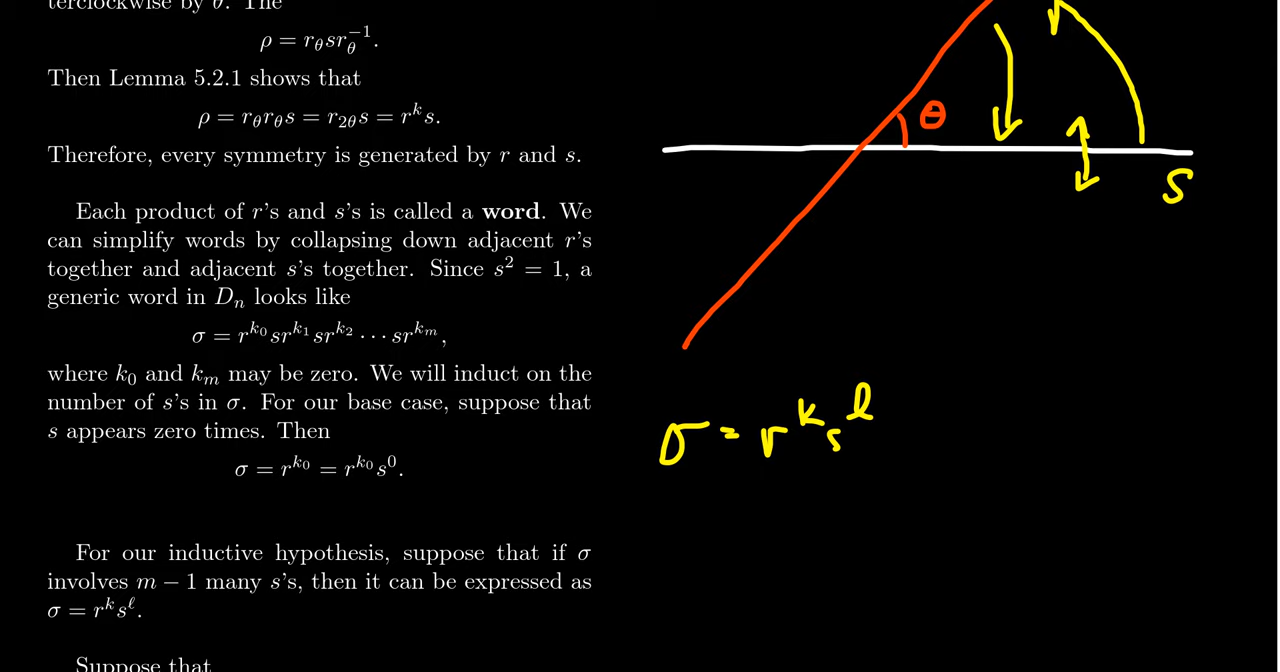 terclockwise by θ. The
ρ = r_θ s r_θ^{-1}.
Then Lemma 5.2.1 shows that
ρ = r_θ r_θ s = r_{2θ} s = r^k s.
Therefore, every symmetry is generated by r and s.
Each product of r's and s's is called a word. We
can simplify words by collapsing down adjacent r's
together and adjacent s's together. Since s^2 = 1, a
generic word in D_n looks like
σ = r^{k_0} s r^{k_1} s r^{k_2} ⋯ s r^{k_m},
where k_0 and k_m may be zero. We will induct on the
number of s's in σ. For our base case, suppose that
s appears zero times. Then
σ = r^{k_0} = r^{k_0} s^0.
For our inductive hypothesis, suppose that if σ
involves m − 1 many s's, then it can be expressed as
σ = r^k s^ℓ.
Suppose that
θ
s
σ = r^k s^l